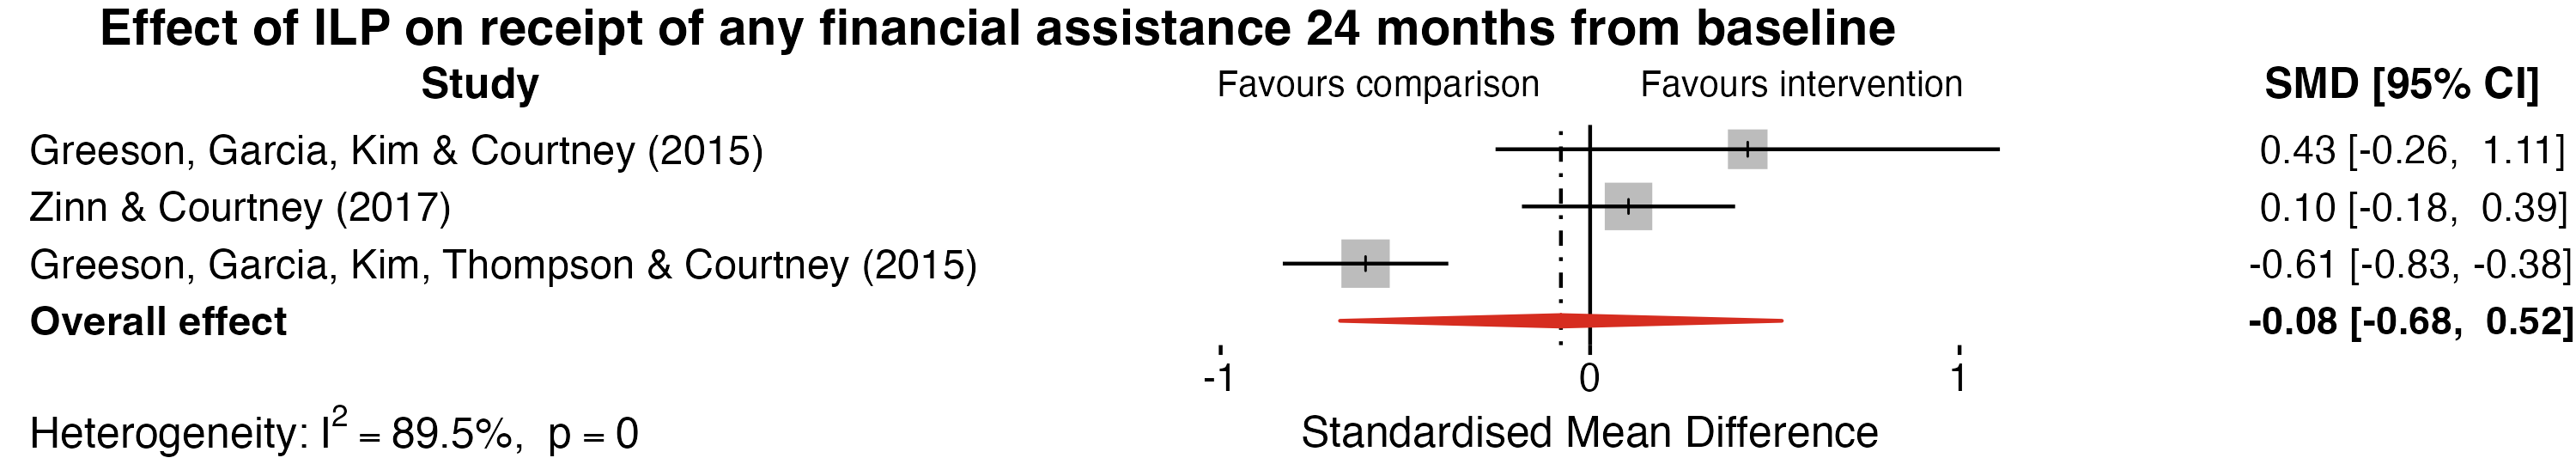 Effect of ILP on receipt of any financial assistance 24 months from baseline
Study Favours comparison Favours intervention SMD [95% CI]
Greeson, Garcia, Kim & Courtney (2015) 0.43 [-0.26, 1.11]
Zinn & Courtney (2017) 0.10 [-0.18, 0.39]
Greeson, Garcia, Kim, Thompson & Courtney (2015) -0.61 [-0.83, -0.38]
Overall effect -0.08 [-0.68, 0.52]
-1 0 1
Heterogeneity: I² = 89.5%, p = 0 Standardised Mean Difference